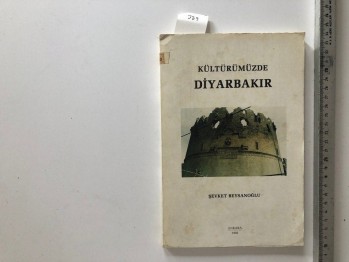 KÜLTÜRÜMÜZDE
DİYARBAKIR
ŞEVKET BEYSANOĞLU